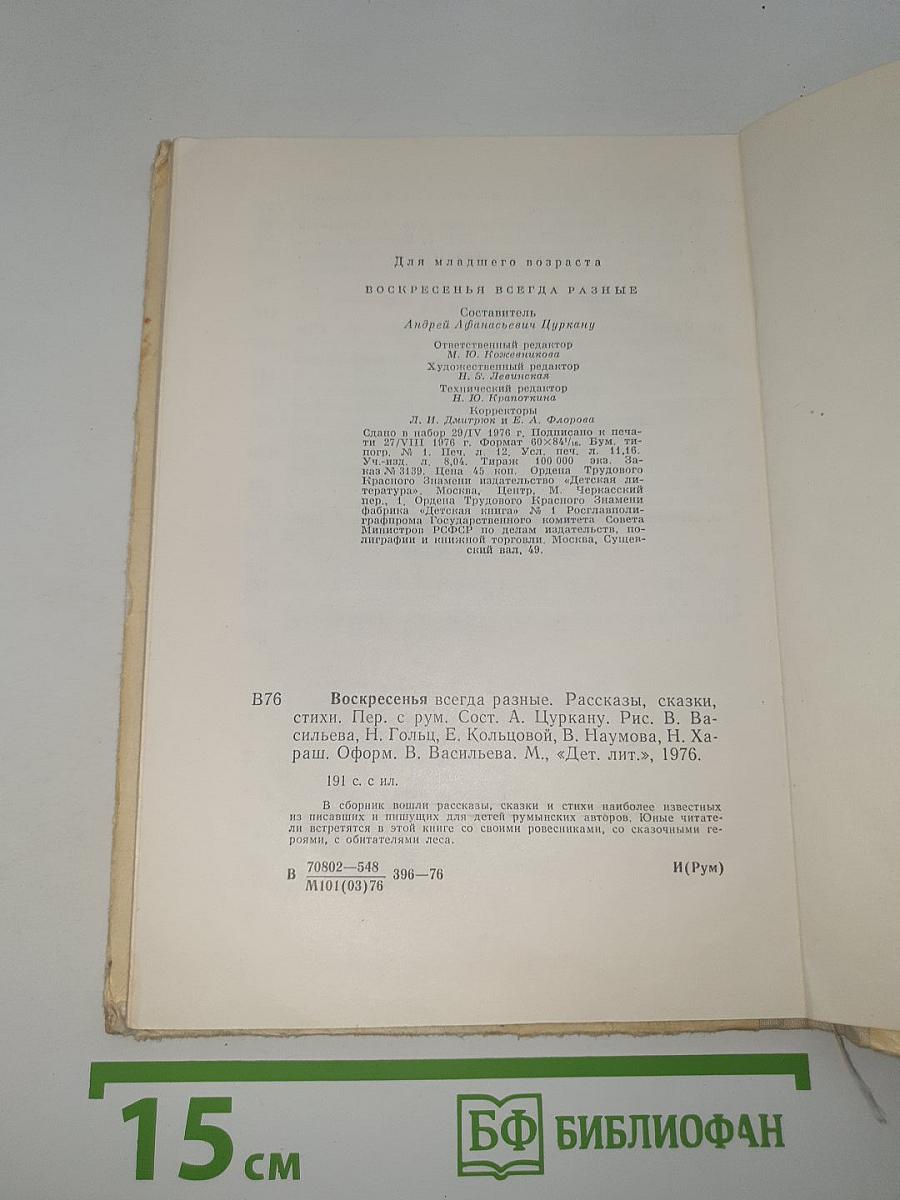 Для младшего возраста
ВОСКРЕСЕНЬЯ ВСЕГДА РАЗНЫЕ
Составитель
Андрей Афанасьевич Цуркану
Ответственный редактор
М. Ю. Кожевникова
Художественный редактор
Н. Б. Левинская
Технический редактор
Н. Ю. Крапоткина
Корректоры
Л. И. Дмитрюк и Е. А. Флорова
Сдано в набор 29/IV 1976 г. Подписано к печа-
ти 27/VIII 1976 г. Формат 60×84¹/₁₆. Бум. ти-
погр. № 1. Печ. л. 12. Усл. печ. л. 11,16.
Уч.-изд. л. 8,04. Тираж 100 000 экз. За-
каз № 3139. Цена 45 коп. Ордена Трудового
Красного Знамени издательство «Детская ли-
тература». Москва, Центр, М. Черкасский
пер., 1. Ордена Трудового Красного Знамени
фабрика «Детская книга» № 1 Росглавполи-
графпрома Государственного комитета Совета
Министров РСФСР по делам издательств, по-
лиграфии и книжной торговли. Москва, Сущев-
ский вал, 49.
В76 Воскресенья всегда разные. Рассказы, сказки,
стихи. Пер. с рум. Сост. А. Цуркану. Рис. В. Ва-
сильева, Н. Гольц, Е. Кольцовой, В. Наумова, Н. Ха-
раш. Оформ. В. Васильева. М., «Дет. лит.», 1976.
191 с. с ил.
В сборник вошли рассказы, сказки и стихи наиболее известных
из писавших и пишущих для детей румынских авторов. Юные читате-
ли встретятся в этой книге со своими ровесниками, со сказочными ге-
роями, с обитателями леса.
В 70802—548 396—76 И(Рум)
М101(03)76
15 см
БФ БИБЛИОФАН